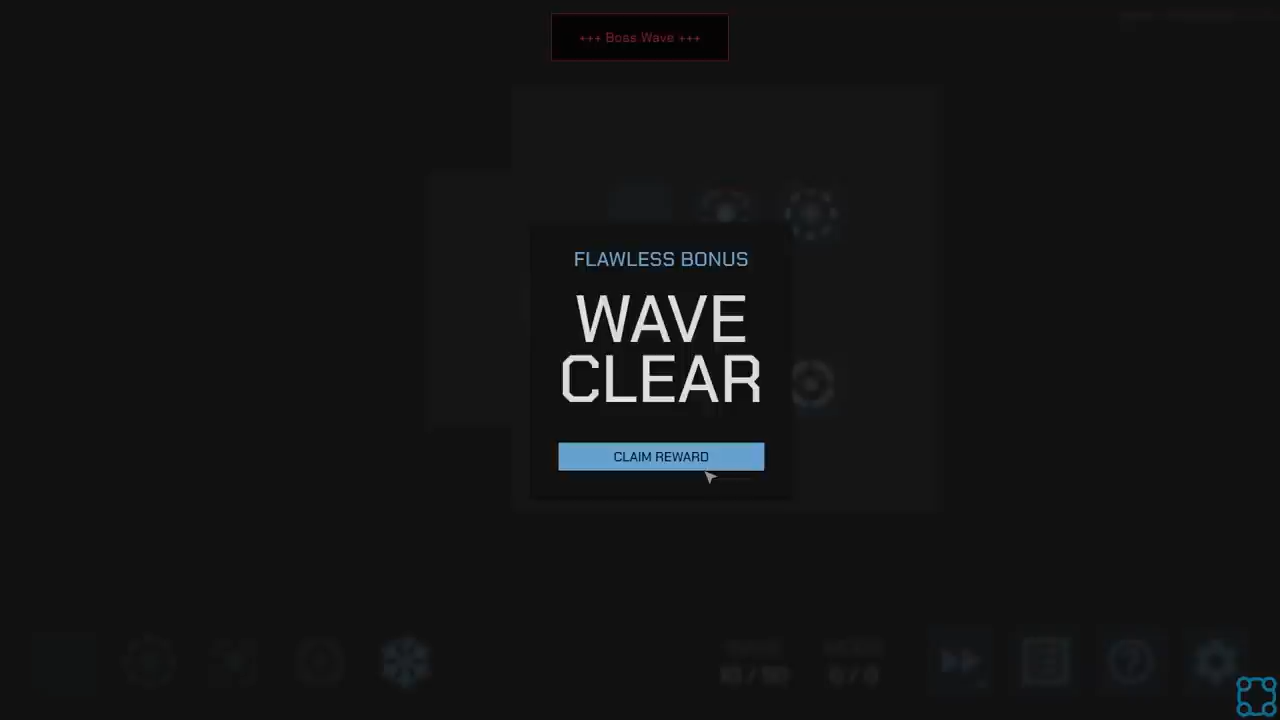 +++ Boss Wave +++
FLAWLESS BONUS
WAVE
CLEAR
CLAIM REWARD